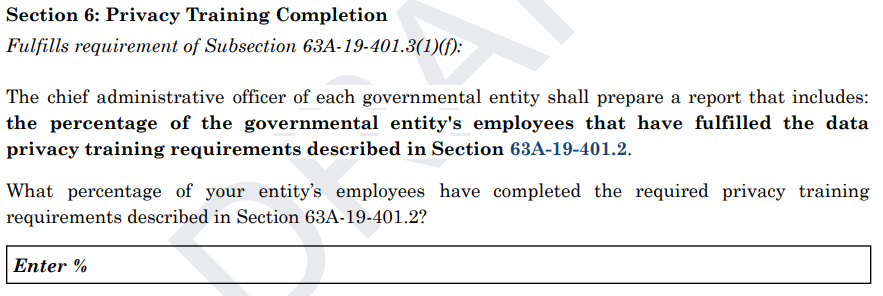 Section 6: Privacy Training Completion
Fulfills requirement of Subsection 63A-19-401.3(1)(f):
The chief administrative officer of each governmental entity shall prepare a report that includes:
the percentage of the governmental entity's employees that have fulfilled the data
privacy training requirements described in Section 63A-19-401.2.
What percentage of your entity’s employees have completed the required privacy training
requirements described in Section 63A-19-401.2?
Enter %